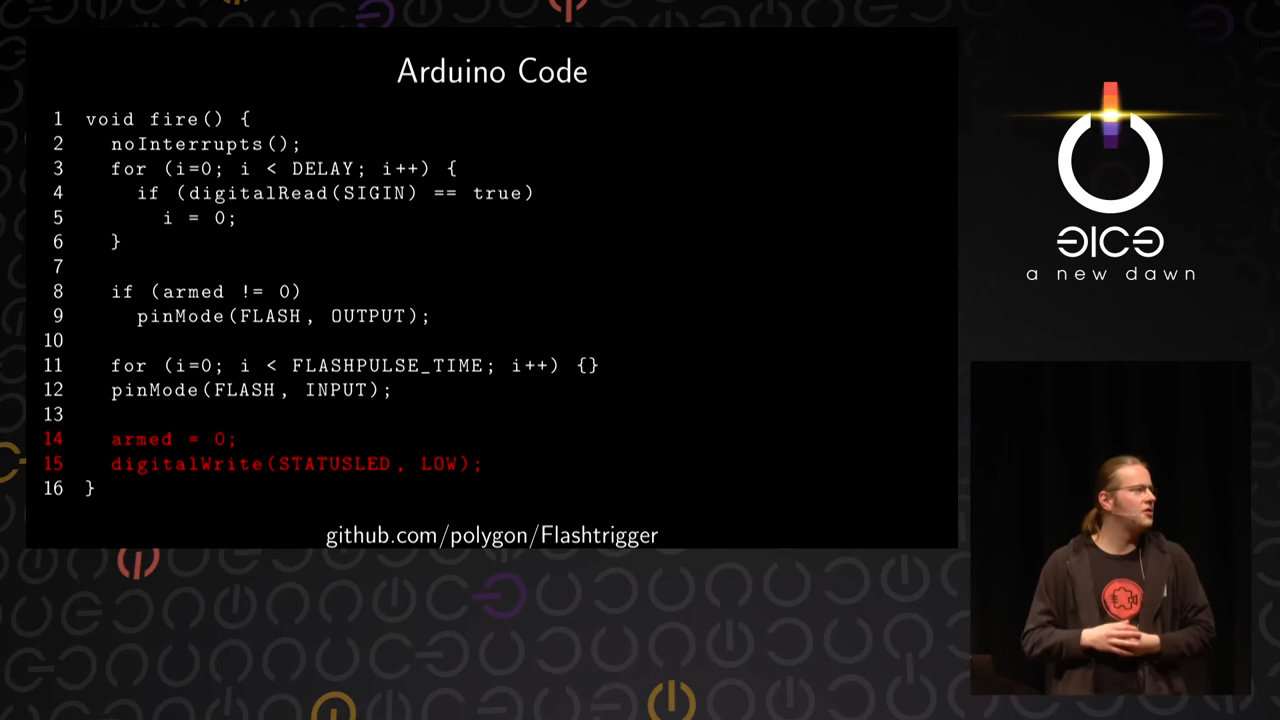 Arduino Code
1 void fire() {
2 noInterrupts();
3 for (i=0; i < DELAY; i++) {
4 if (digitalRead(SIGIN) == true)
5 i = 0;
6 }
7
8 if (armed != 0)
9 pinMode(FLASH, OUTPUT);
10
11 for (i=0; i < FLASHPULSE_TIME; i++) {}
12 pinMode(FLASH, INPUT);
13
14 armed = 0;
15 digitalWrite(STATUSLED, LOW);
16 }
github.com/polygon/Flashtrigger
a new dawn